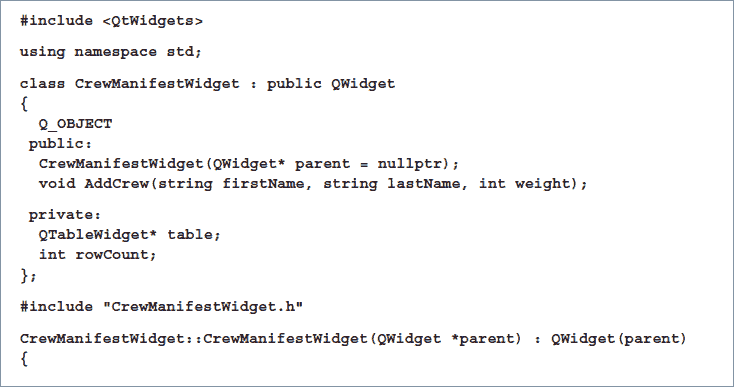 #include <QtWidgets>
using namespace std;
class CrewManifestWidget : public QWidget
{
  Q_OBJECT
 public:
  CrewManifestWidget(QWidget* parent = nullptr);
  void AddCrew(string firstName, string lastName, int weight);
 private:
  QTableWidget* table;
  int rowCount;
};
#include "CrewManifestWidget.h"
CrewManifestWidget::CrewManifestWidget(QWidget *parent) : QWidget(parent)
{